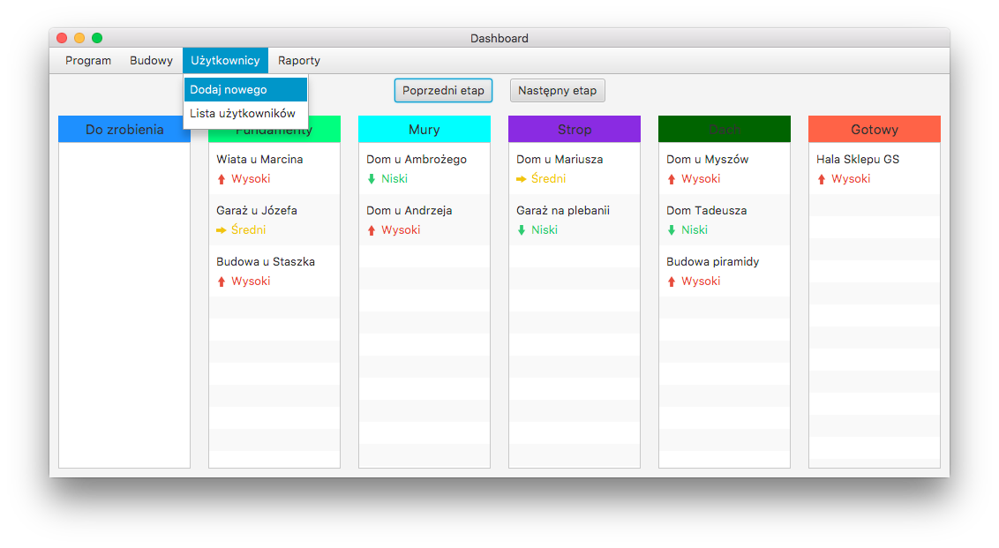 Dashboard
Program Budowy Użytkownicy Raporty
Dodaj nowego
Lista użytkowników
Poprzedni etap Następny etap
Do zrobienia
Fundamenty
Wiata u Marcina
Wysoki
Garaż u Józefa
Średni
Budowa u Staszka
Wysoki
Mury
Dom u Ambrożego
Niski
Dom u Andrzeja
Wysoki
Strop
Dom u Mariusza
Średni
Garaż na plebanii
Niski
Dach
Dom u Myszów
Wysoki
Dom Tadeusza
Niski
Budowa piramidy
Wysoki
Gotowy
Hala Sklepu GS
Wysoki